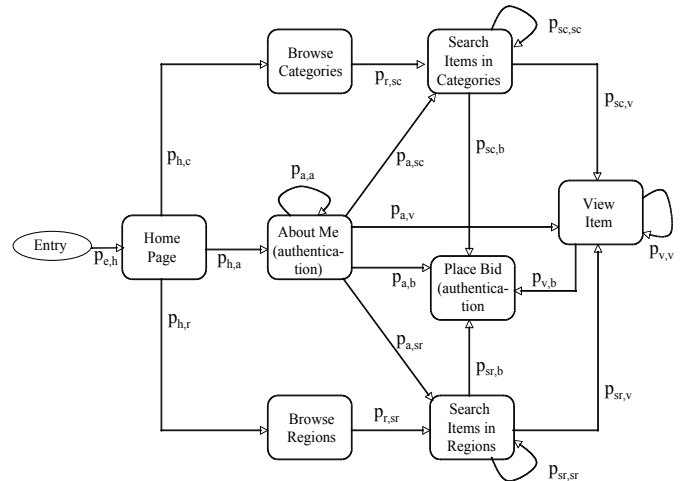 Browse
Categories
p_r,sc
Search
Items in
Categories
p_sc,sc
p_h,c
p_a,a
p_a,sc
p_sc,b
p_sc,v
Entry
p_e,h
Home
Page
p_h,a
About Me
(authentica-
tion)
p_a,v
View
Item
p_v,v
p_a,b
Place Bid
(authentica-
tion
p_v,b
p_h,r
p_a,sr
p_sr,b
p_sr,v
Browse
Regions
p_r,sr
Search
Items in
Regions
p_sr,sr